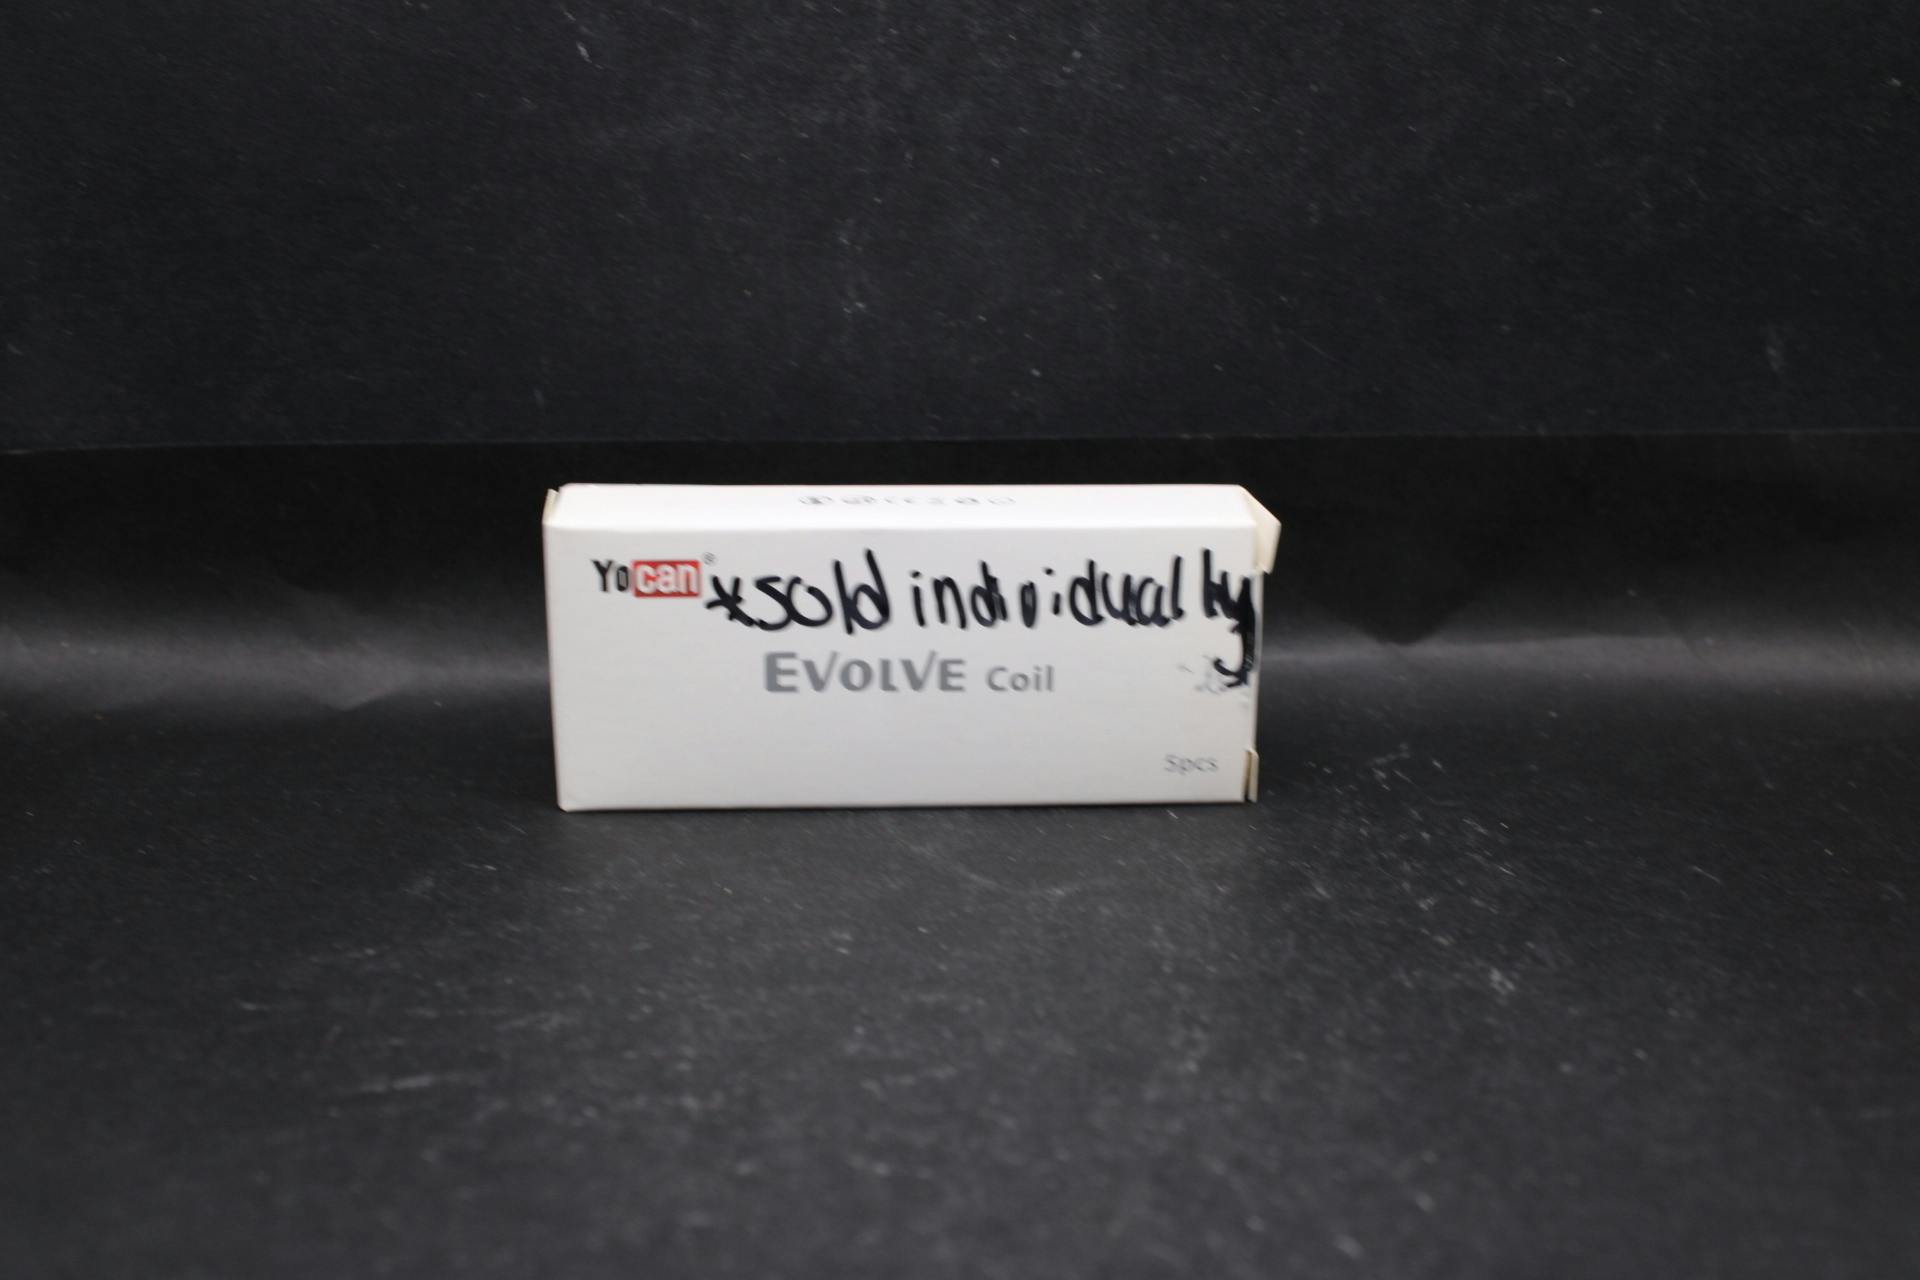 Yocan®
*sold individually
EVOLVE Coil
5pcs